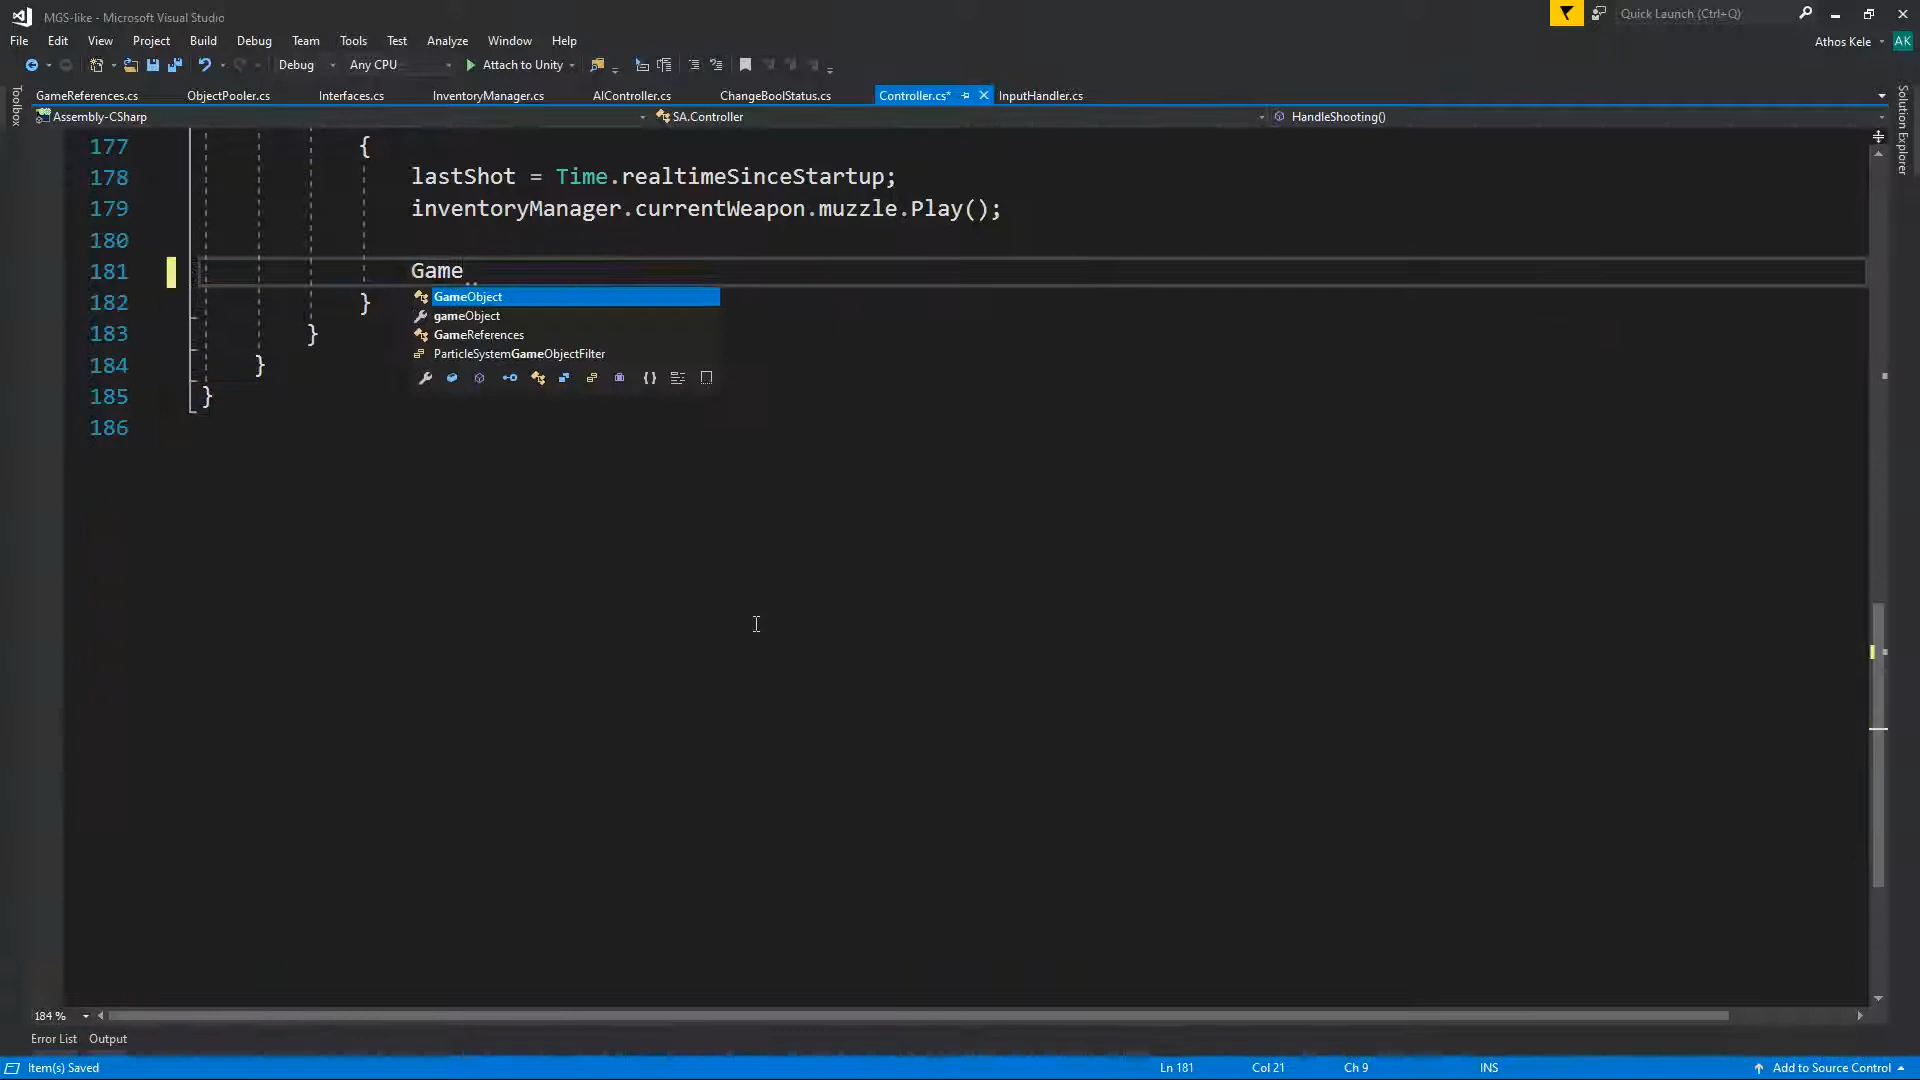 MGS-like - Microsoft Visual Studio
Quick Launch (Ctrl+Q)
File Edit View Project Build Debug Team Tools Test Analyze Window Help
Athos Kele AK
Debug Any CPU Attach to Unity
GameReferences.cs ObjectPooler.cs Interfaces.cs InventoryManager.cs AIController.cs ChangeBoolStatus.cs Controller.cs* InputHandler.cs
Assembly-CSharp SA.Controller HandleShooting()
Toolbox
Solution Explorer
177 {
178 lastShot = Time.realtimeSinceStartup;
179 inventoryManager.currentWeapon.muzzle.Play();
180
181 Game
GameObject
182 }
gameObject
183 }
GameReferences
ParticleSystemGameObjectFilter
184 }
185 }
186
184 %
Error List Output
Item(s) Saved Ln 181 Col 21 Ch 9 INS Add to Source Control